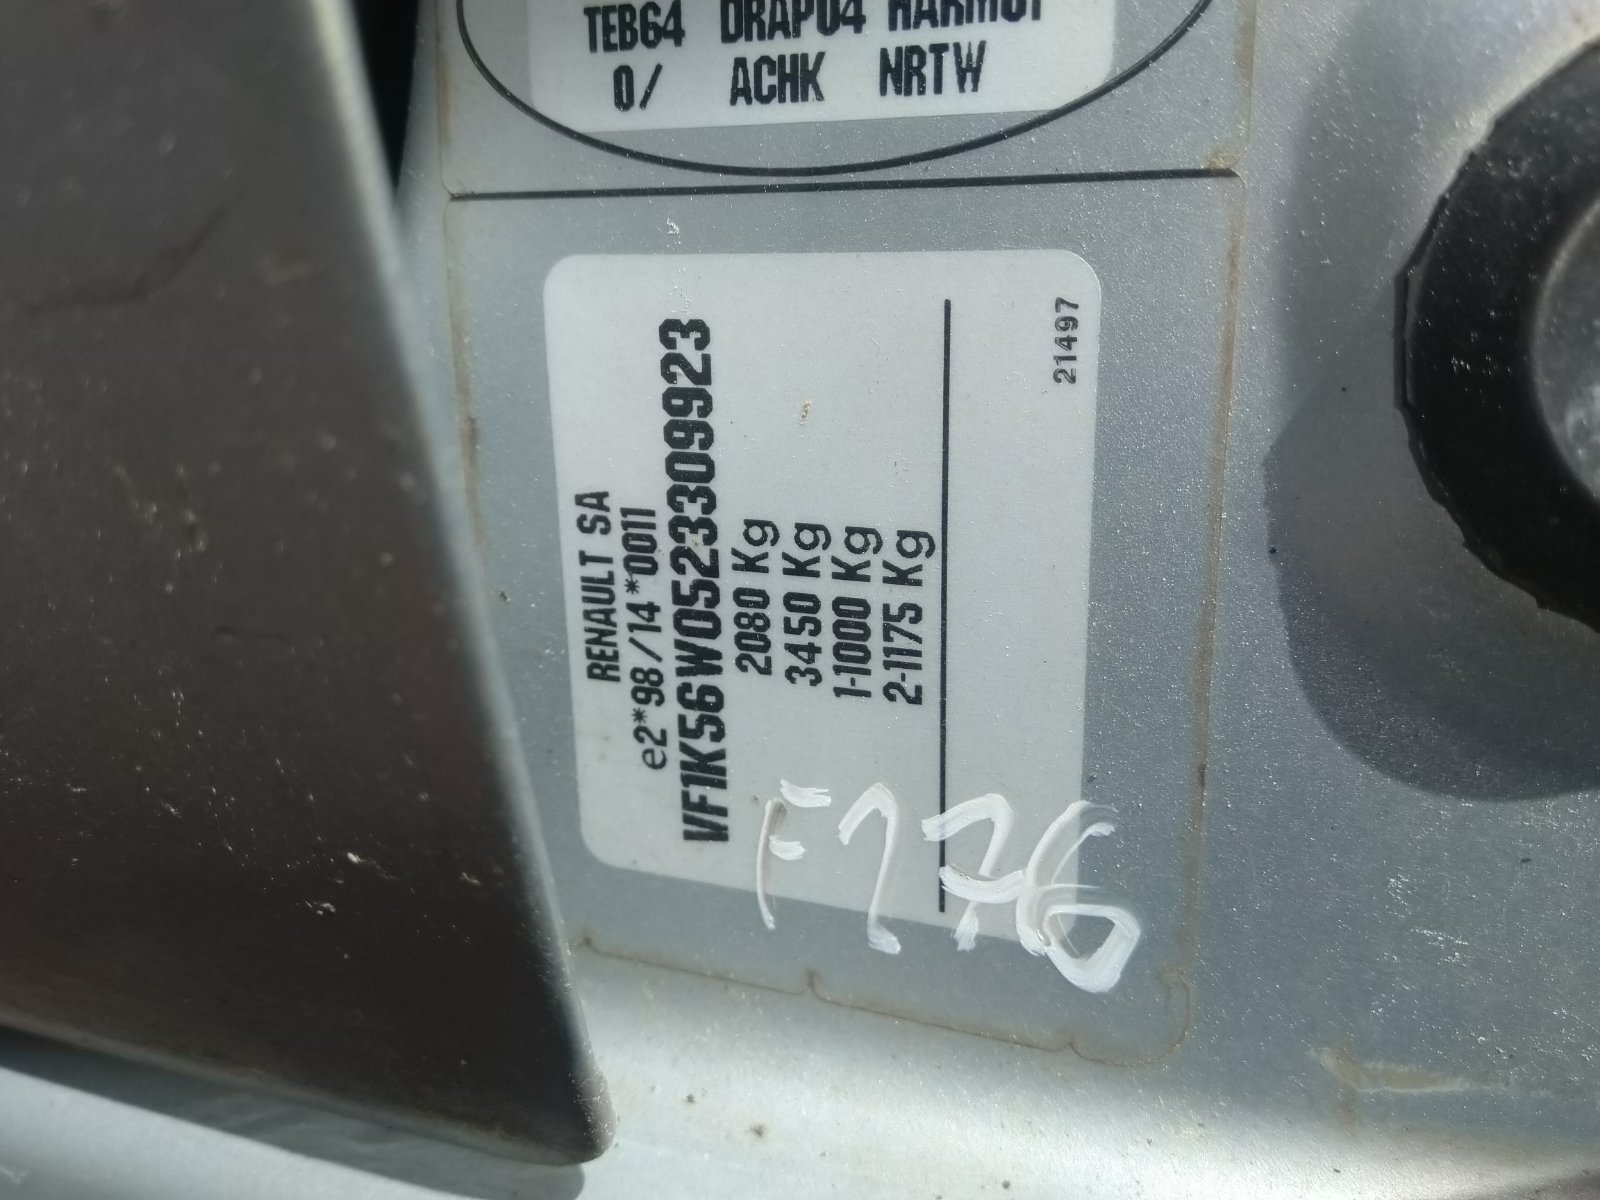 TEB64 DRAP04 HARM01
0/ ACHK NRTW
RENAULT SA
e2*98/14*0011
VF1K56W0523309923
2080 Kg
3450 Kg
1-1000 Kg
2-1175 Kg
21497
F176